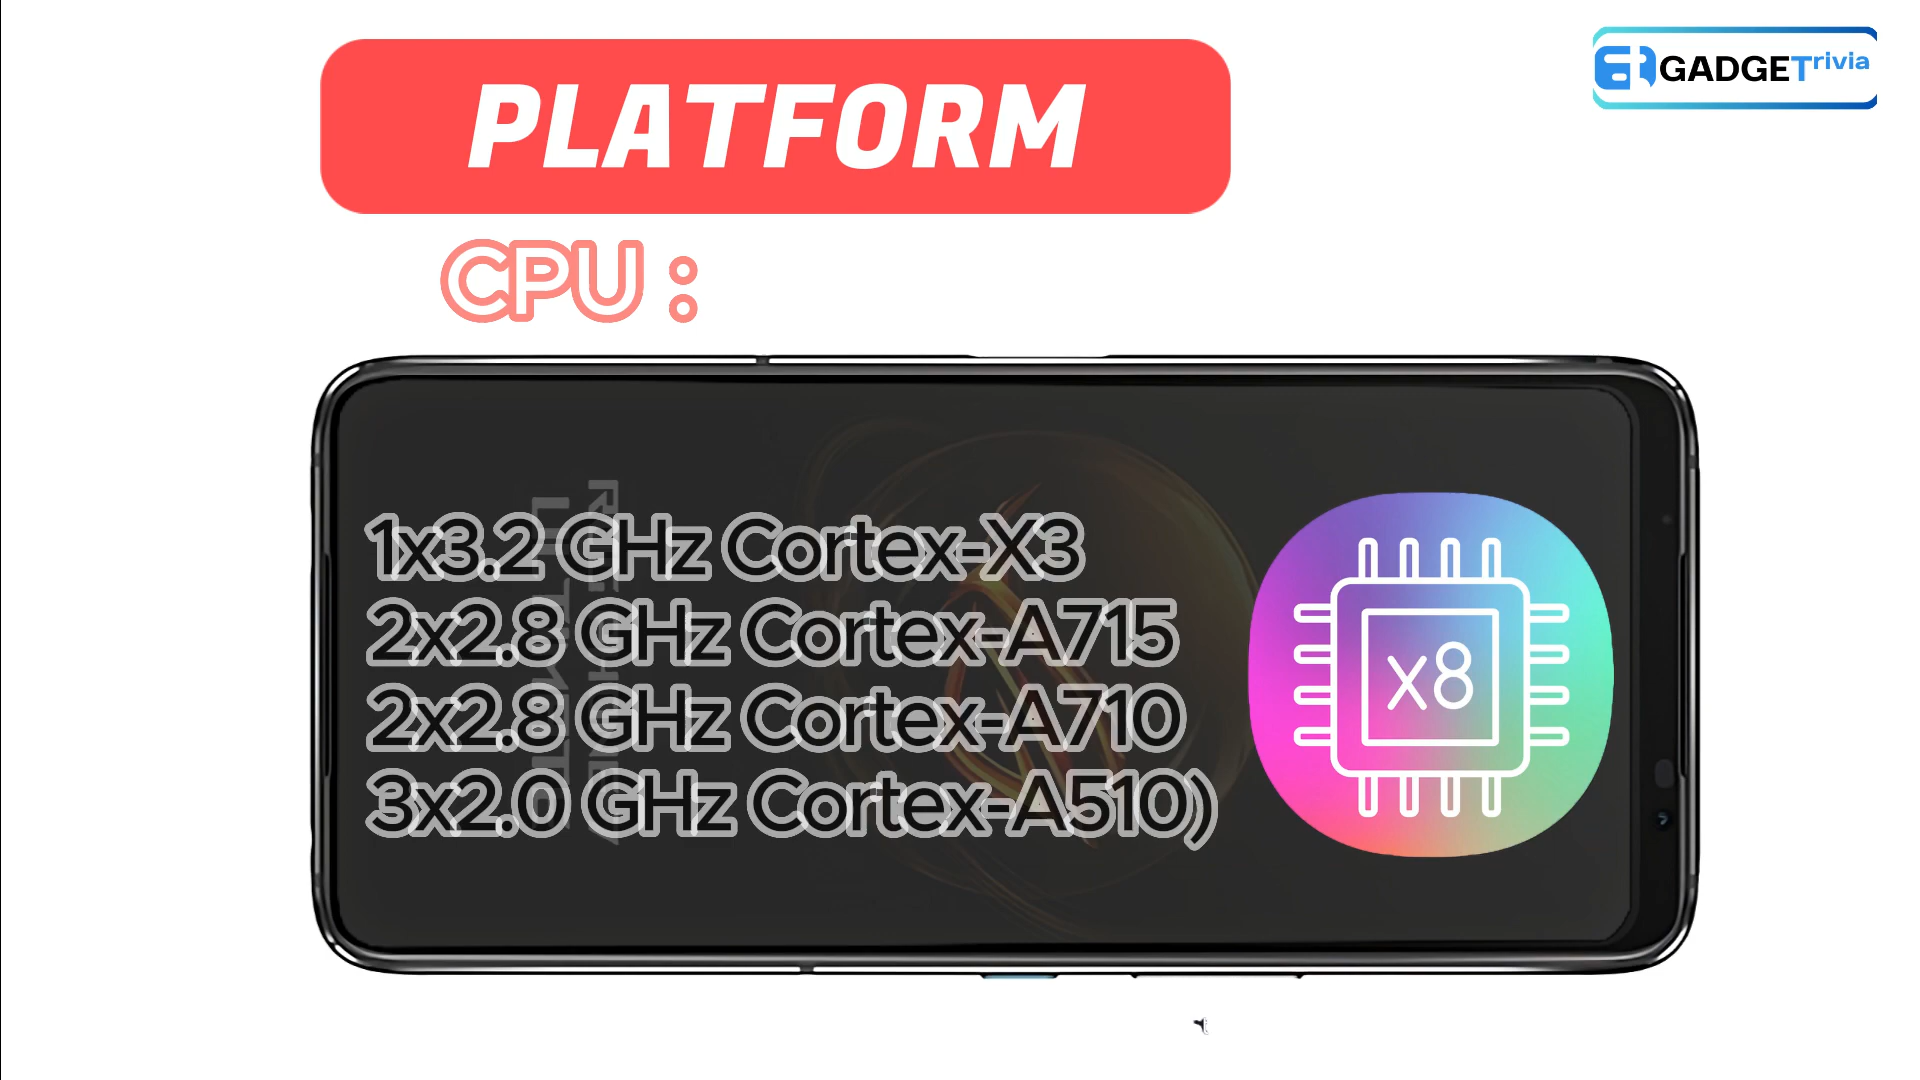 PLATFORM
GADGETrivia
CPU :
1x3.2 GHz Cortex-X3
2x2.8 GHz Cortex-A715
2x2.8 GHz Cortex-A710
3x2.0 GHz Cortex-A510)
x8